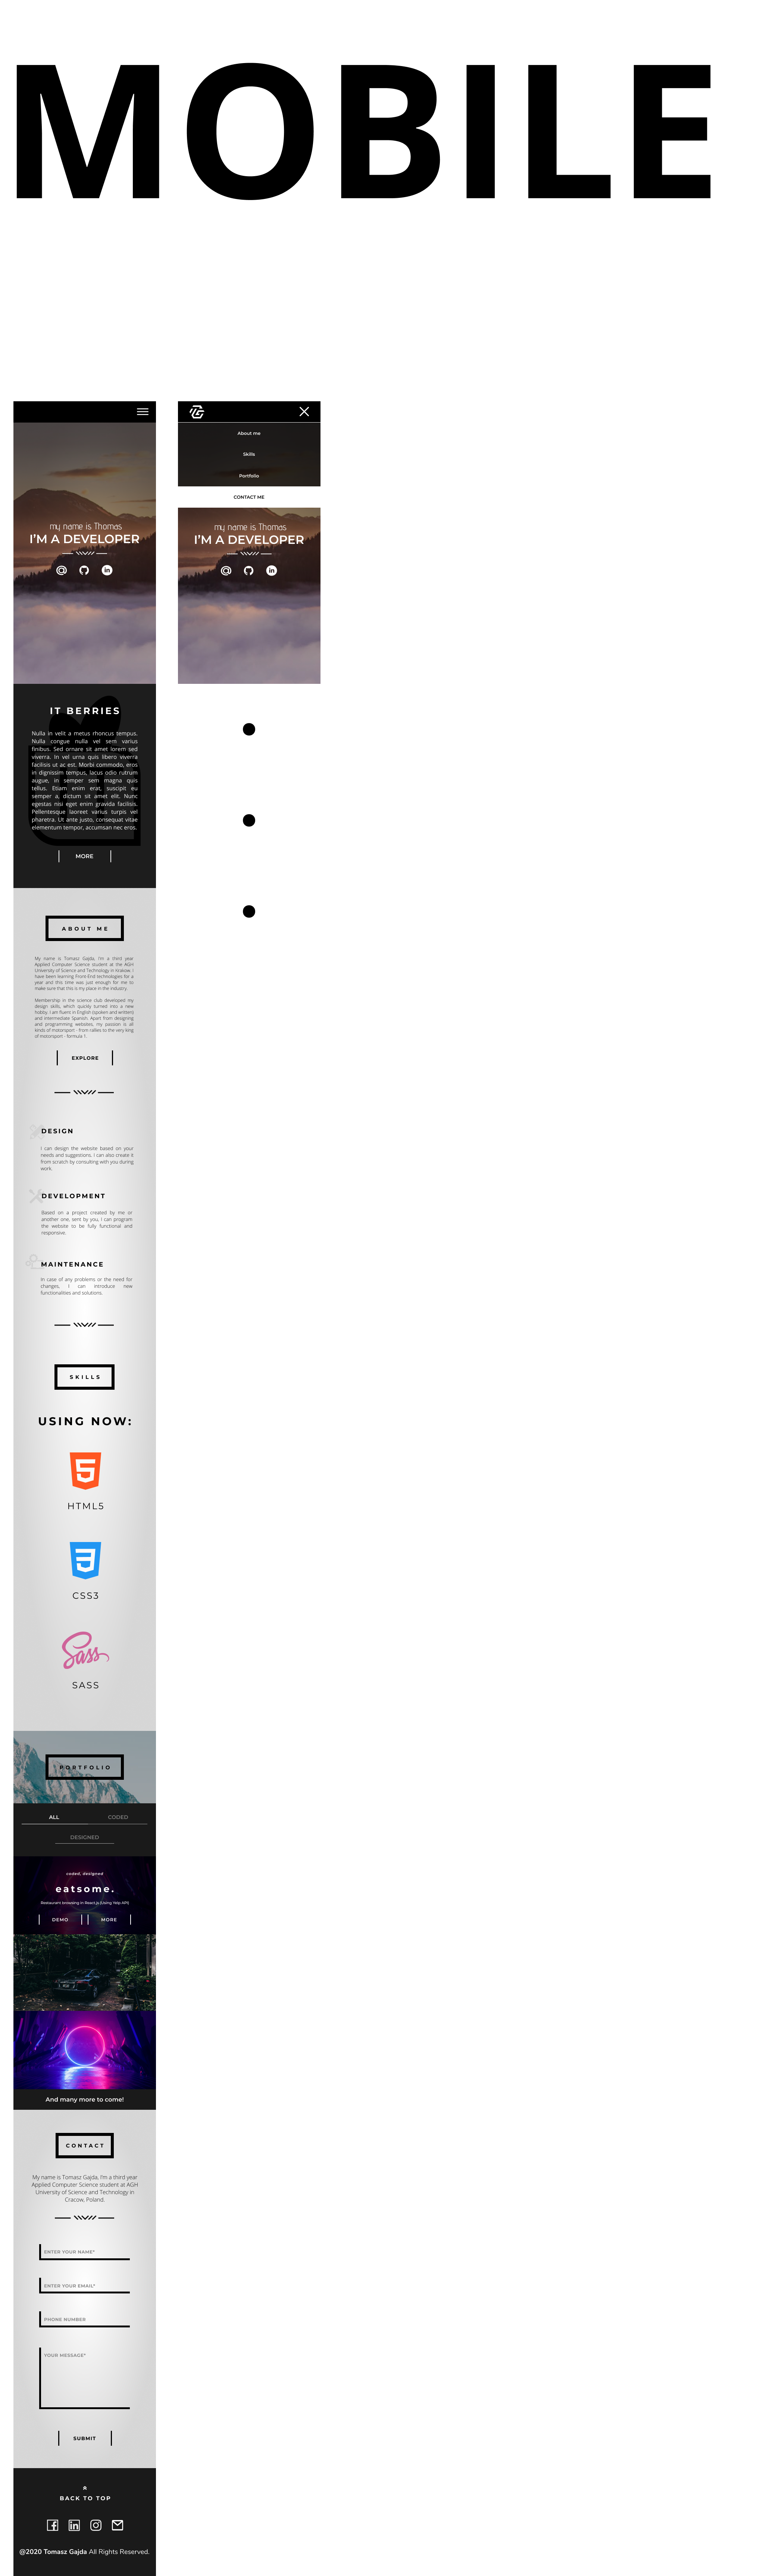 MOBILE
my name is Thomas
I'M A DEVELOPER
IT BERRIES
Nulla in velit a metus rhoncus tempus.
Nulla congue nulla vel sem varius
finibus. Sed ornare sit amet lorem sed
viverra. In vel urna quis libero viverra
facilisis ut ac est. Morbi commodo, eros
in dignissim tempus, lacus odio rutrum
augue, in semper sem magna quis
tellus. Etiam enim erat, suscipit eu
semper a, dictum sit amet elit. Nunc
egestas nisi eget enim gravida facilisis.
Pellentesque laoreet varius turpis vel
pharetra. Ut ante justo, consequat vitae
elementum tempor, accumsan nec eros.
MORE
ABOUT ME
My name is Tomasz Gajda, I'm a third year
Applied Computer Science student at the AGH
University of Science and Technology in Krakow. I
have been learning Front-End technologies for a
year and this time was just enough for me to
make sure that this is my place in the industry.
Membership in the science club developed my
design skills, which quickly turned into a new
hobby. I am fluent in English (spoken and written)
and intermediate Spanish. Apart from designing
and programming websites, my passion is all
kinds of motorsport - from rallies to the very king
of motorsport - formula 1.
EXPLORE
DESIGN
I can design the website based on your
needs and suggestions, I can also create it
from scratch by consulting with you during
work.
DEVELOPMENT
Based on a project created by me or
another one, sent by you, I can program
the website to be fully functional and
responsive.
MAINTENANCE
In case of any problems or the need for
changes, I can introduce new
functionalities and solutions.
SKILLS
USING NOW:
HTML5
CSS3
Sass
SASS
PORTFOLIO
ALL CODED
DESIGNED
coded, designed
eatsome.
Restaurant browsing in React.js (Using Yelp API)
DEMO MORE
And many more to come!
CONTACT
My name is Tomasz Gajda, I'm a third year
Applied Computer Science student at AGH
University of Science and Technology in
Cracow, Poland.
ENTER YOUR NAME*
ENTER YOUR EMAIL*
PHONE NUMBER
YOUR MESSAGE*
SUBMIT
BACK TO TOP
@2020 Tomasz Gajda All Rights Reserved.
About me
Skills
Portfolio
CONTACT ME
my name is Thomas
I'M A DEVELOPER